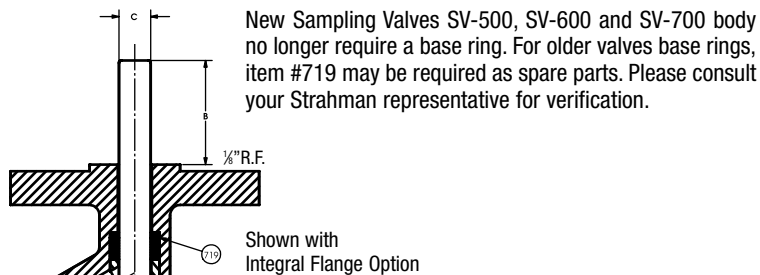 C
New Sampling Valves SV-500, SV-600 and SV-700 body
no longer require a base ring. For older valves base rings,
item #719 may be required as spare parts. Please consult
your Strahman representative for verification.
B
⅛"R.F.
719
Shown with
Integral Flange Option